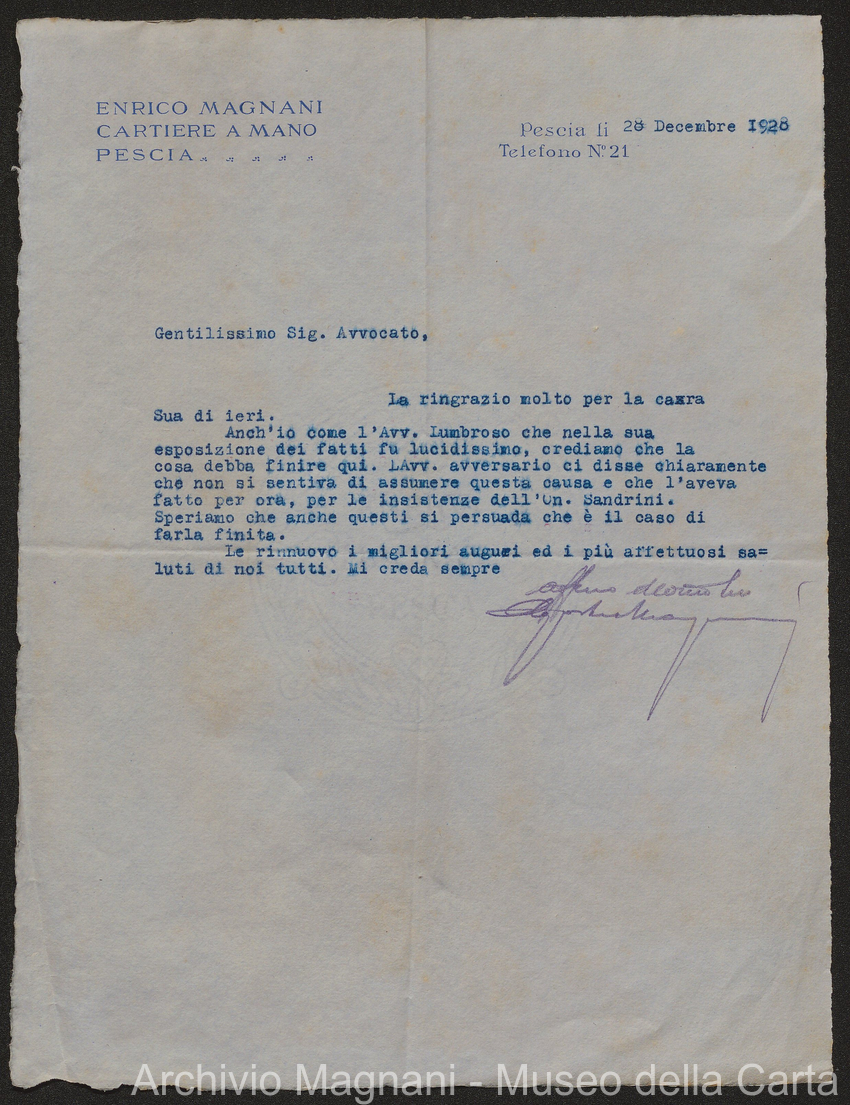 ENRICO MAGNANI
CARTIERE A MANO
PESCIA
Pescia li 28 Decembre 1928
Telefono Nº 21
Gentilissimo Sig. Avvocato,
La ringrazio molto per la caxra
Sua di ieri.
Anch'io come l'Avv. Lumbroso che nella sua
esposizione dei fatti fu lucidissimo, crediamo che la
cosa debba finire qui. LAvv. avversario ci disse chiaramente
che non si sentiva di assumere questa causa e che l'aveva
fatto per ora, per le insistenze dell'On. Sandrini.
Speriamo che anche questi si persuada che è il caso di
farla finita.
Le rinnuovo i migliori auguri ed i più affettuosi sa=
luti di noi tutti. Mi creda sempre
Archivio Magnani - Museo della Carta